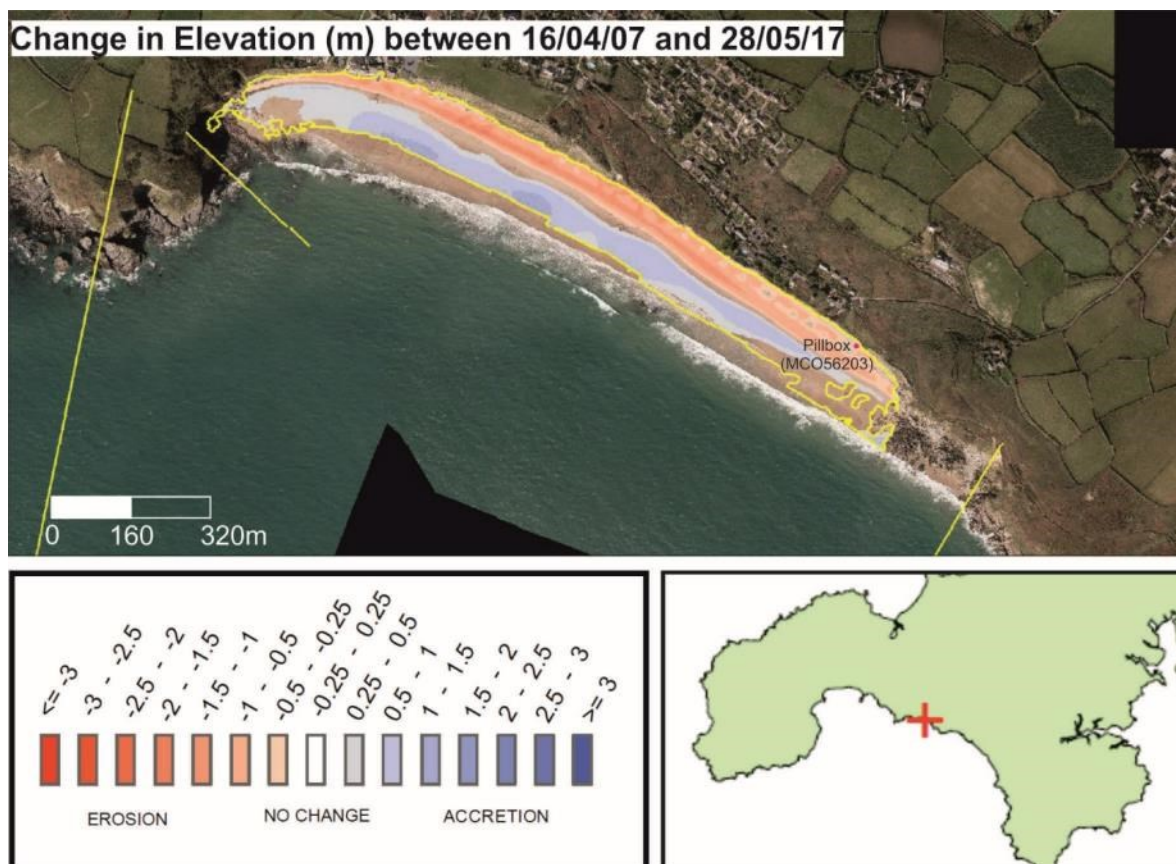 Change in Elevation (m) between 16/04/07 and 28/05/17
Pillbox
(MCO56203)
0 160 320m
<= -3
-3 - -2.5
-2.5 - -2
-2 - -1.5
-1.5 - -1
-1 - -0.5
-0.5 - -0.25
-0.25 - 0.25
0.25 - 0.5
0.5 - 1
1 - 1.5
1.5 - 2
2 - 2.5
2.5 - 3
>= 3
EROSION NO CHANGE ACCRETION